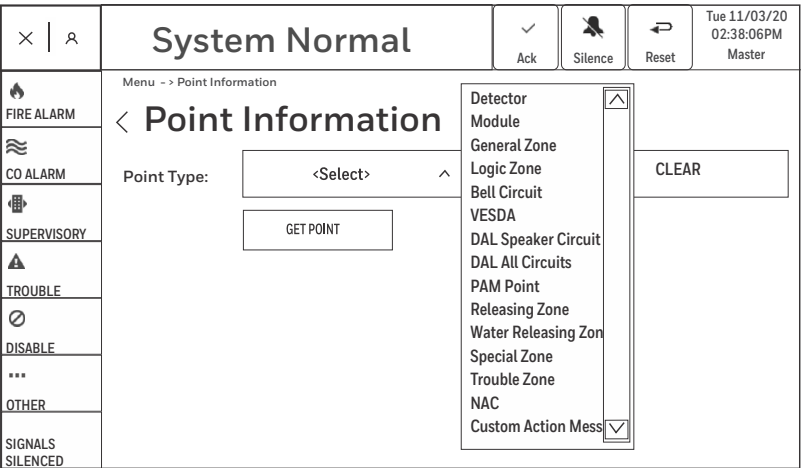 System Normal
Ack
Silence
Reset
Tue 11/03/20
02:38:06PM
Master
FIRE ALARM
CO ALARM
SUPERVISORY
TROUBLE
DISABLE
OTHER
SIGNALS
SILENCED
Menu -> Point Information
< Point Information
Point Type:
<Select>
CLEAR
GET POINT
Detector
Module
General Zone
Logic Zone
Bell Circuit
VESDA
DAL Speaker Circuit
DAL All Circuits
PAM Point
Releasing Zone
Water Releasing Zon
Special Zone
Trouble Zone
NAC
Custom Action Mess